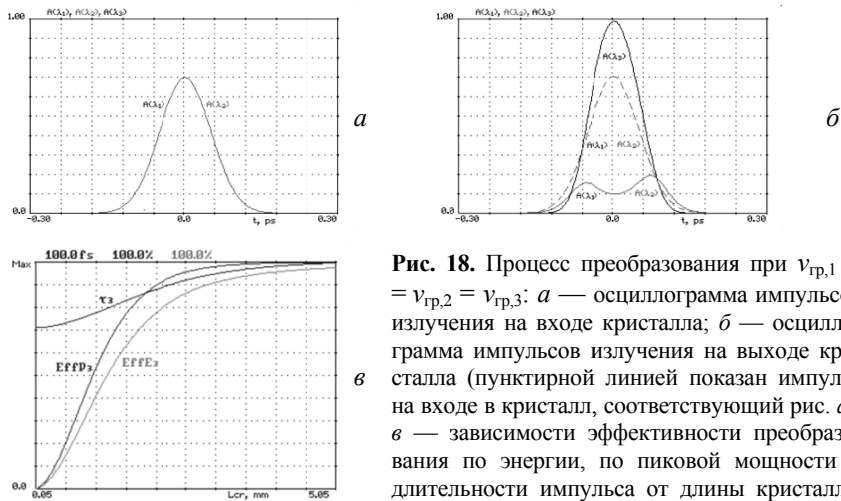 1.00
A(λ₁), A(λ₂), A(λ₃)
A(λ₁) A(λ₂)
0.0
-0.30 0.0 t, ps 0.30
а
1.00
A(λ₁), A(λ₂), A(λ₃)
A(λ₃)
A(λ₁) A(λ₂)
A(λ₁) A(λ₂)
0.0
-0.30 0.0 t, ps 0.30
б
Max 100.0fs 100.0% 100.0%
τ₃
EffP₃ EffE₃
0.0
0.05 Lcr, mm 5.05
в
Рис. 18. Процесс преобразования при vгр,1
= vгр,2 = vгр,3: а — осциллограмма импульсо
излучения на входе кристалла; б — осцилл
грамма импульсов излучения на выходе кр
сталла (пунктирной линией показан импул
на входе в кристалл, соответствующий рис. а
в — зависимости эффективности преобраз
вания по энергии, по пиковой мощности
длительности импульса от длины кристалл